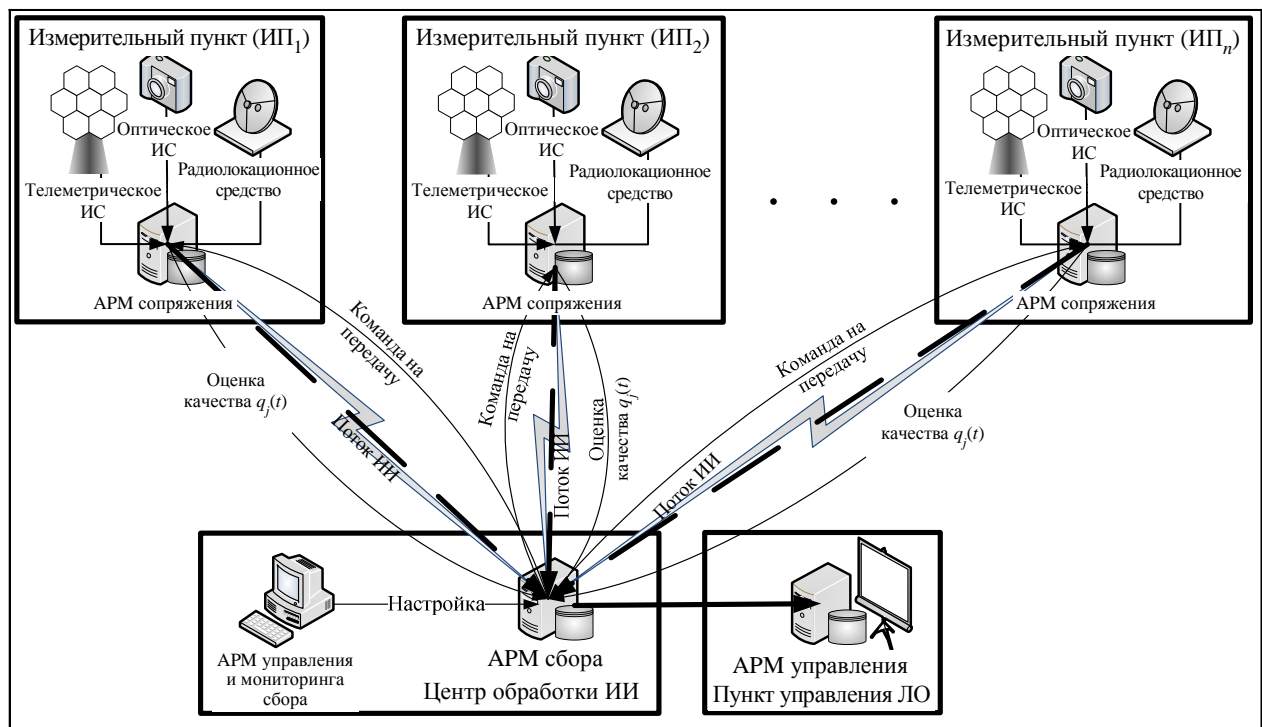 Измерительный пункт (ИП1)
Оптическое
ИС
Радиолокационное
средство
Телеметрическое
ИС
АРМ сопряжения
Измерительный пункт (ИП2)
Оптическое
ИС
Радиолокационное
средство
Телеметрическое
ИС
АРМ сопряжения
. . .
Измерительный пункт (ИПn)
Оптическое
ИС
Радиолокационное
средство
Телеметрическое
ИС
АРМ сопряжения
Оценка
качества qj(t)
Поток ИИ
Команда на
передачу
Команда на
передачу
Поток ИИ
Оценка
качества qj(t)
Команда на
передачу
Поток ИИ
Оценка
качества qj(t)
Настройка
АРМ управления
и мониторинга
сбора
АРМ сбора
Центр обработки ИИ
АРМ управления
Пункт управления ЛО